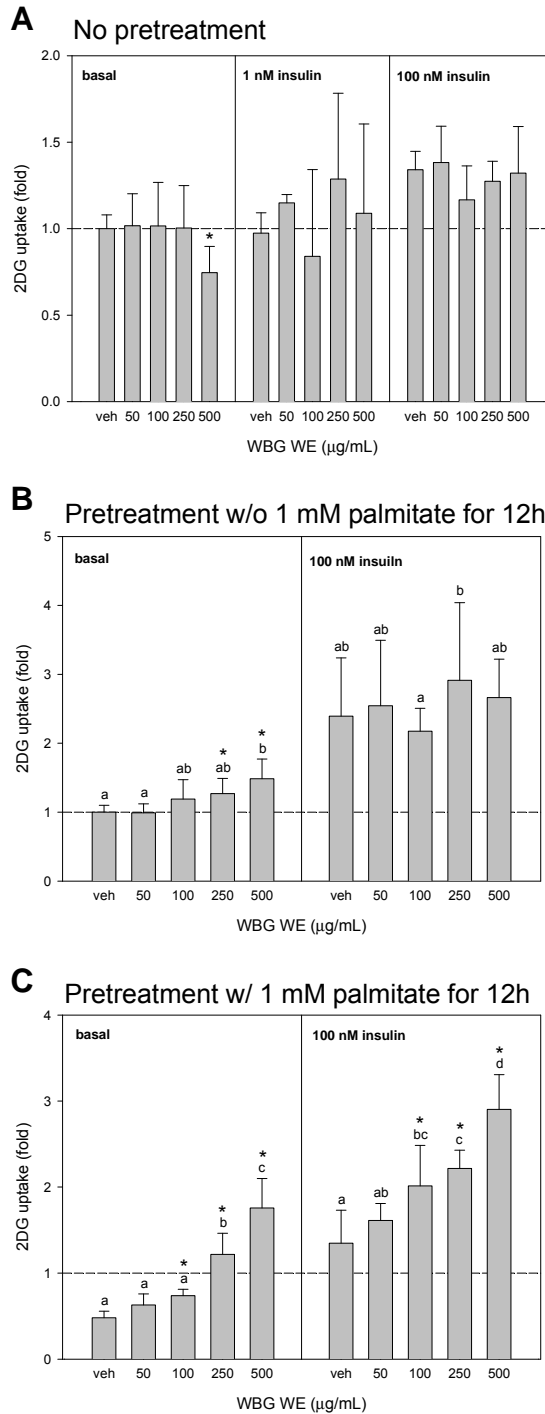 A No pretreatment
2.0
1.5
1.0
0.5
0.0
2DG uptake (fold)
basal
1 nM insulin
100 nM insulin
*
veh 50 100 250 500 veh 50 100 250 500 veh 50 100 250 500
WBG WE (μg/mL)
B Pretreatment w/o 1 mM palmitate for 12h
5
4
3
2
1
0
2DG uptake (fold)
basal
100 nM insuiln
a a ab * ab * b
ab ab a b ab
veh 50 100 250 500 veh 50 100 250 500
WBG WE (μg/mL)
C Pretreatment w/ 1 mM palmitate for 12h
4
3
2
1
0
2DG uptake (fold)
basal
100 nM insulin
a a * a * b * c
a ab * bc * c * d
veh 50 100 250 500 veh 50 100 250 500
WBG WE (μg/mL)